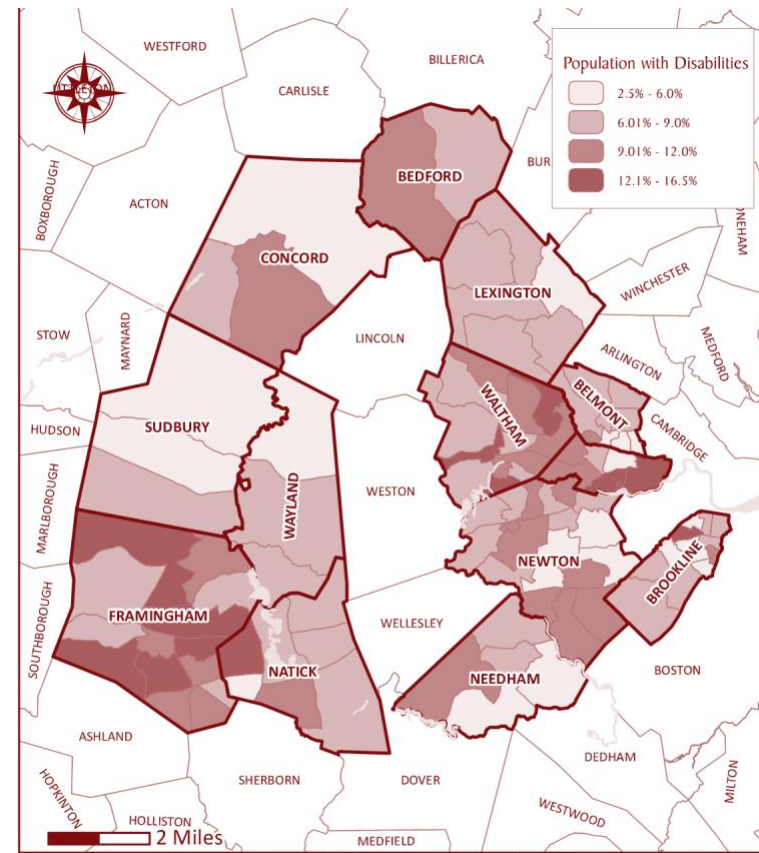 WESTFORD
BILLERICA
Population with Disabilities
2.5% - 6.0%
6.01% - 9.0%
9.01% - 12.0%
12.1% - 16.5%
CARLISLE
BEDFORD
BOXBOROUGH
ACTON
CONCORD
LEXINGTON
WINCHESTER
STOW
MAYNARD
LINCOLN
MEDFORD
ARLINGTON
BELMONT
WALTHAM
CAMBRIDGE
HUDSON
SUDBURY
MARLBOROUGH
WAYLAND
WESTON
NEWTON
BROOKLINE
SOUTHBOROUGH
FRAMINGHAM
WELLESLEY
NATICK
NEEDHAM
BOSTON
ASHLAND
SHERBORN
DOVER
DEDHAM
HOPKINTON
HOLLISTON
WESTWOOD
MILTON
2 Miles
MEDFIELD